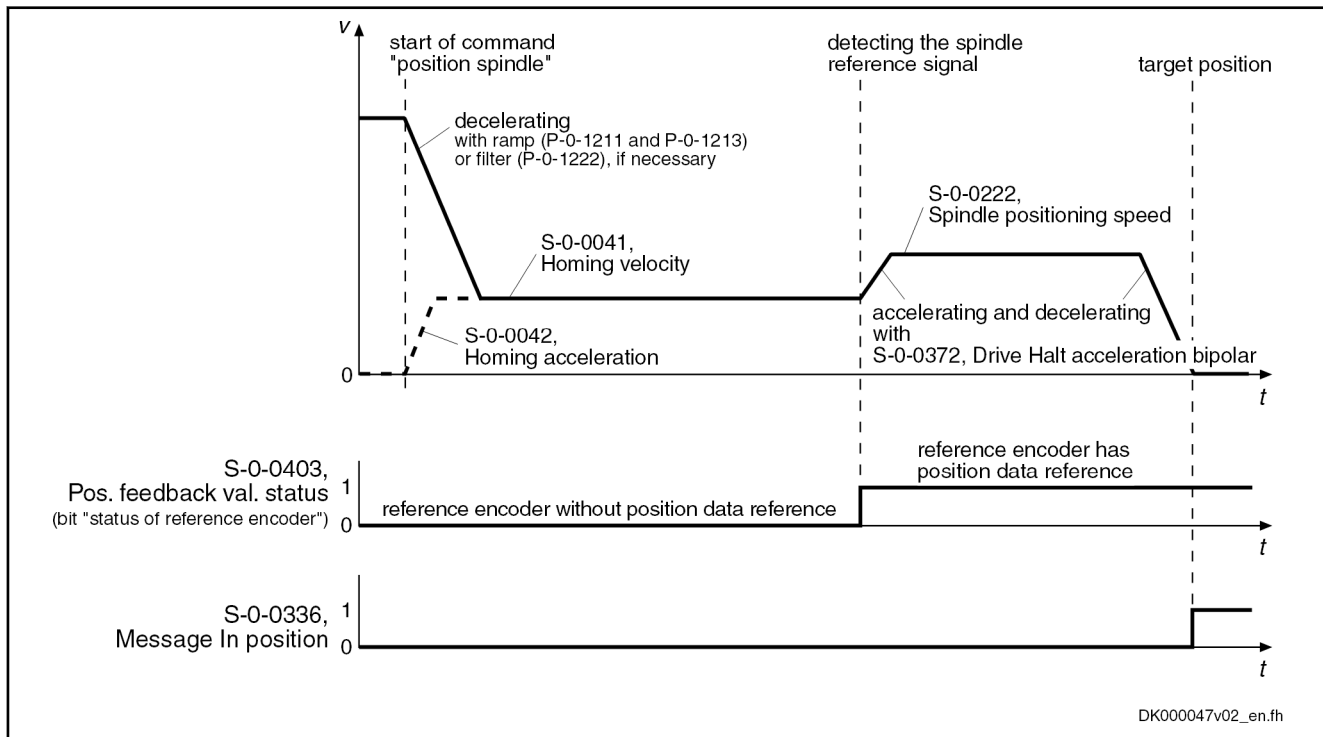 v
start of command
"position spindle"
detecting the spindle
reference signal
target position
decelerating
with ramp (P-0-1211 and P-0-1213)
or filter (P-0-1222), if necessary
S-0-0222,
Spindle positioning speed
S-0-0041,
Homing velocity
S-0-0042,
Homing acceleration
accelerating and decelerating
with
S-0-0372, Drive Halt acceleration bipolar
0
t
S-0-0403,
Pos. feedback val. status
(bit "status of reference encoder")
1
0
reference encoder without position data reference
reference encoder has
position data reference
t
S-0-0336,
Message In position
1
0
t
DK000047v02_en.fh